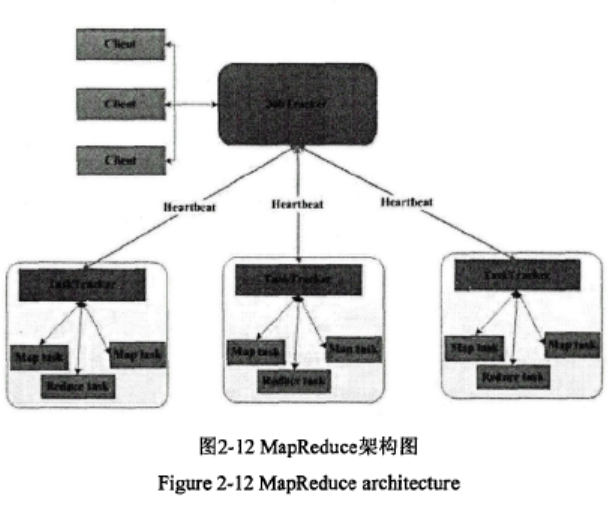 Client
Client
Client
JobTracker
Heartbeat
Heartbeat
Heartbeat
TaskTracker
TaskTracker
TaskTracker
Map task
Map task
Reduce task
Map task
Map task
Reduce task
Map task
Map task
Reduce task
图2-12 MapReduce架构图
Figure 2-12 MapReduce architecture